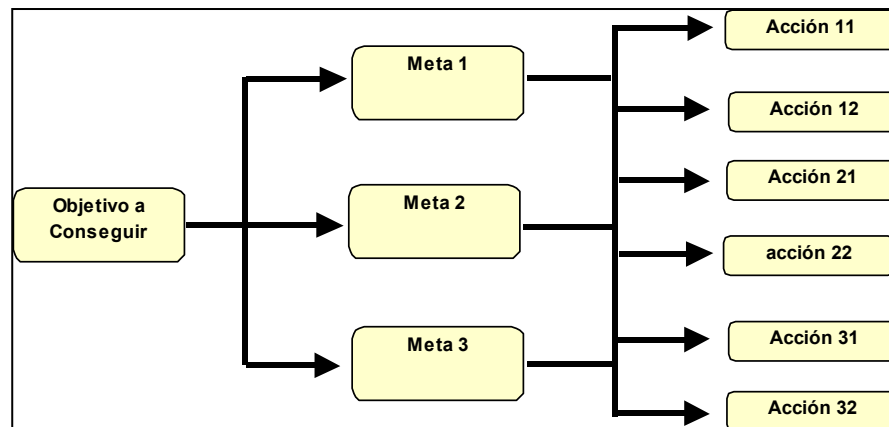 Objetivo a
Conseguir
Meta 1
Meta 2
Meta 3
Acción 11
Acción 12
Acción 21
acción 22
Acción 31
Acción 32